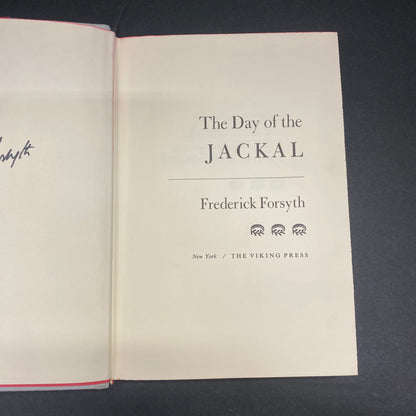 The Day of the
JACKAL
Frederick Forsyth
New York / THE VIKING PRESS